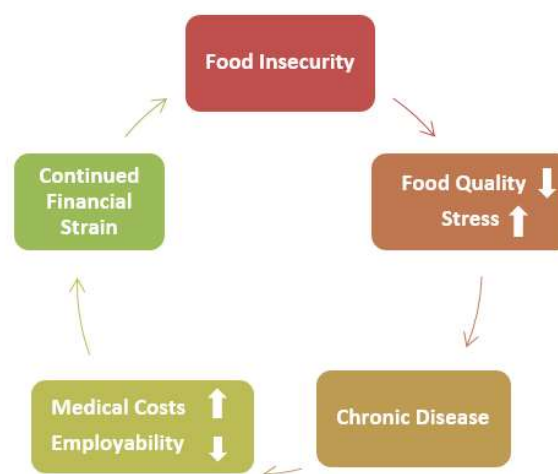 Food Insecurity
Food Quality
Stress
Chronic Disease
Medical Costs
Employability
Continued
Financial
Strain